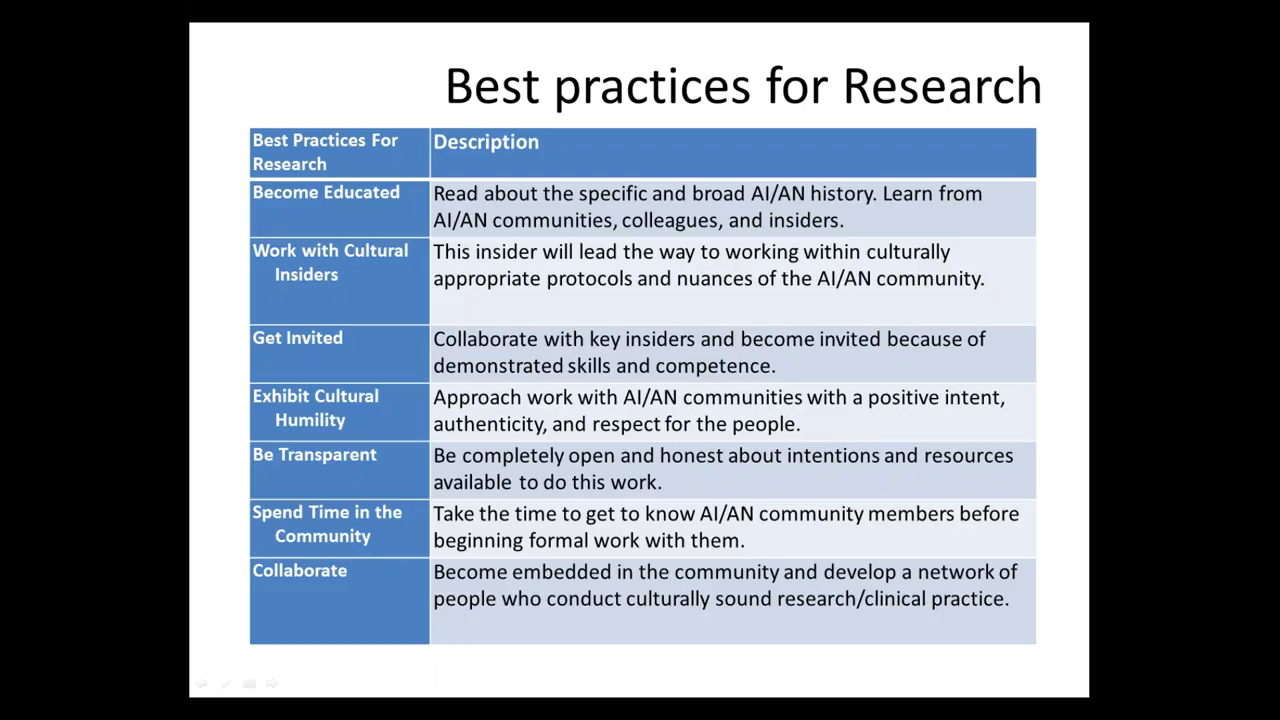 Best practices for Research
Best Practices For
Research
Description
Become Educated
Read about the specific and broad AI/AN history. Learn from
AI/AN communities, colleagues, and insiders.
Work with Cultural
Insiders
This insider will lead the way to working within culturally
appropriate protocols and nuances of the AI/AN community.
Get Invited
Collaborate with key insiders and become invited because of
demonstrated skills and competence.
Exhibit Cultural
Humility
Approach work with AI/AN communities with a positive intent,
authenticity, and respect for the people.
Be Transparent
Be completely open and honest about intentions and resources
available to do this work.
Spend Time in the
Community
Take the time to get to know AI/AN community members before
beginning formal work with them.
Collaborate
Become embedded in the community and develop a network of
people who conduct culturally sound research/clinical practice.